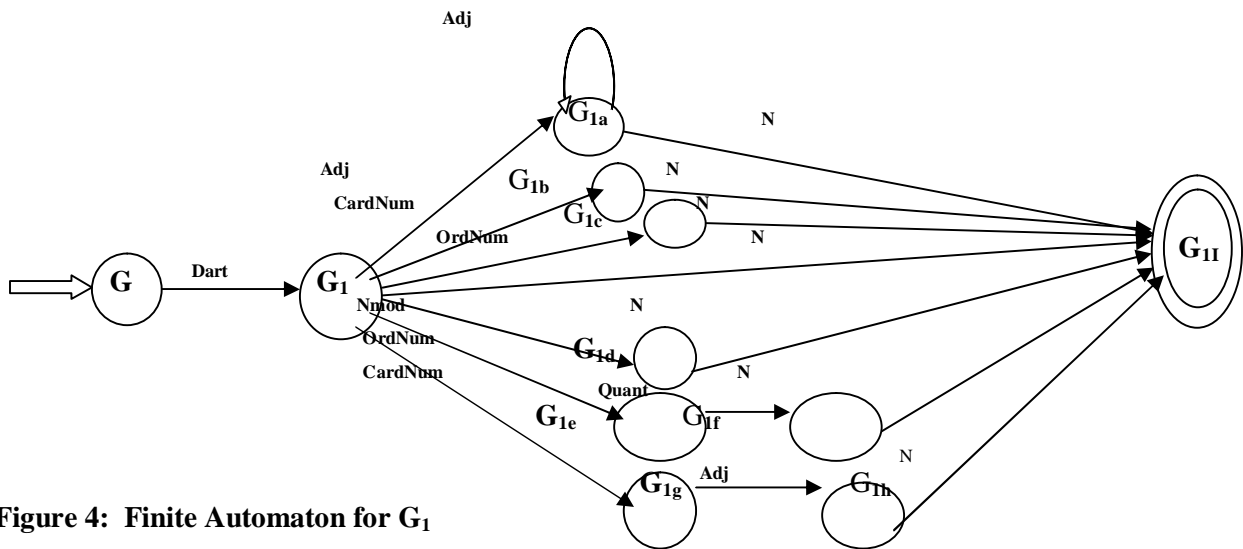 Adj
G1a
N
Adj
G1b
N
CardNum
G1c
N
OrdNum
N
G1I
Dart
G
G1
Nmod
N
OrdNum
G1d
CardNum
N
Quant
G1e
G1f
N
Adj
G1g
G1h
Figure 4: Finite Automaton for G1